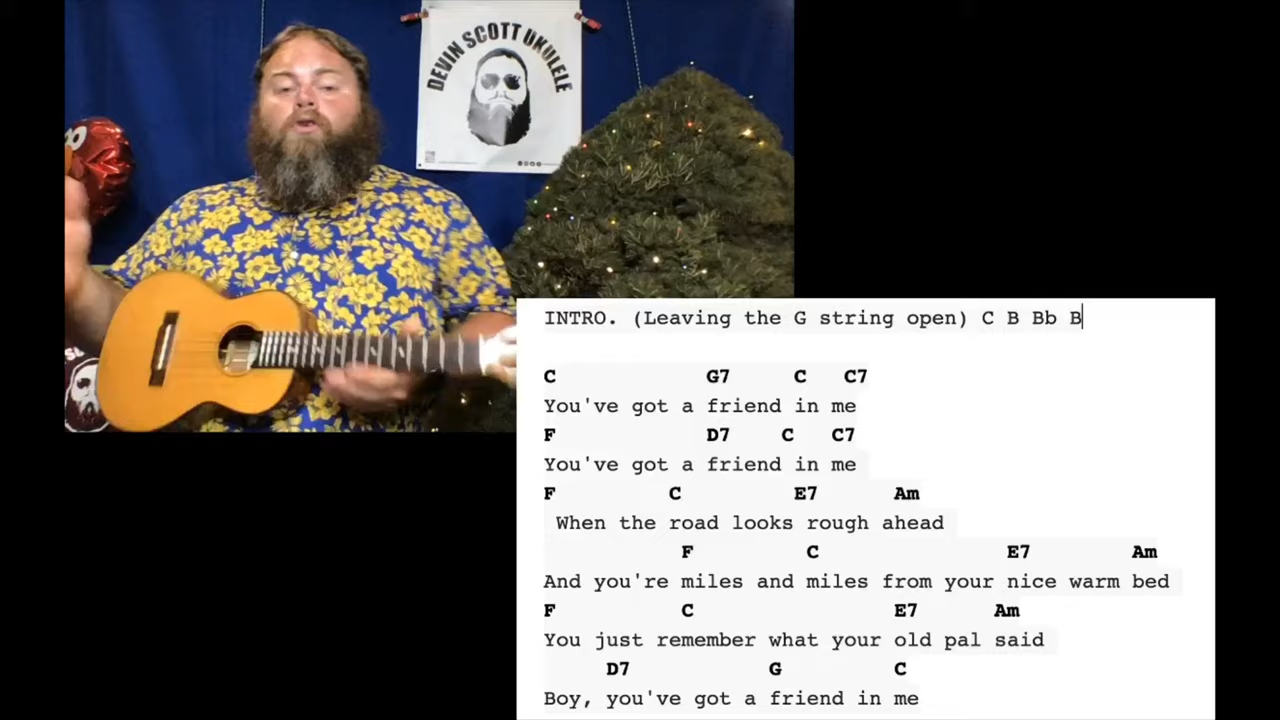 DEVIN SCOTT UKULELE
INTRO. (Leaving the G string open) C B Bb B
C G7 C C7
You've got a friend in me
F D7 C C7
You've got a friend in me
F C E7 Am
When the road looks rough ahead
F C E7 Am
And you're miles and miles from your nice warm bed
F C E7 Am
You just remember what your old pal said
D7 G C
Boy, you've got a friend in me